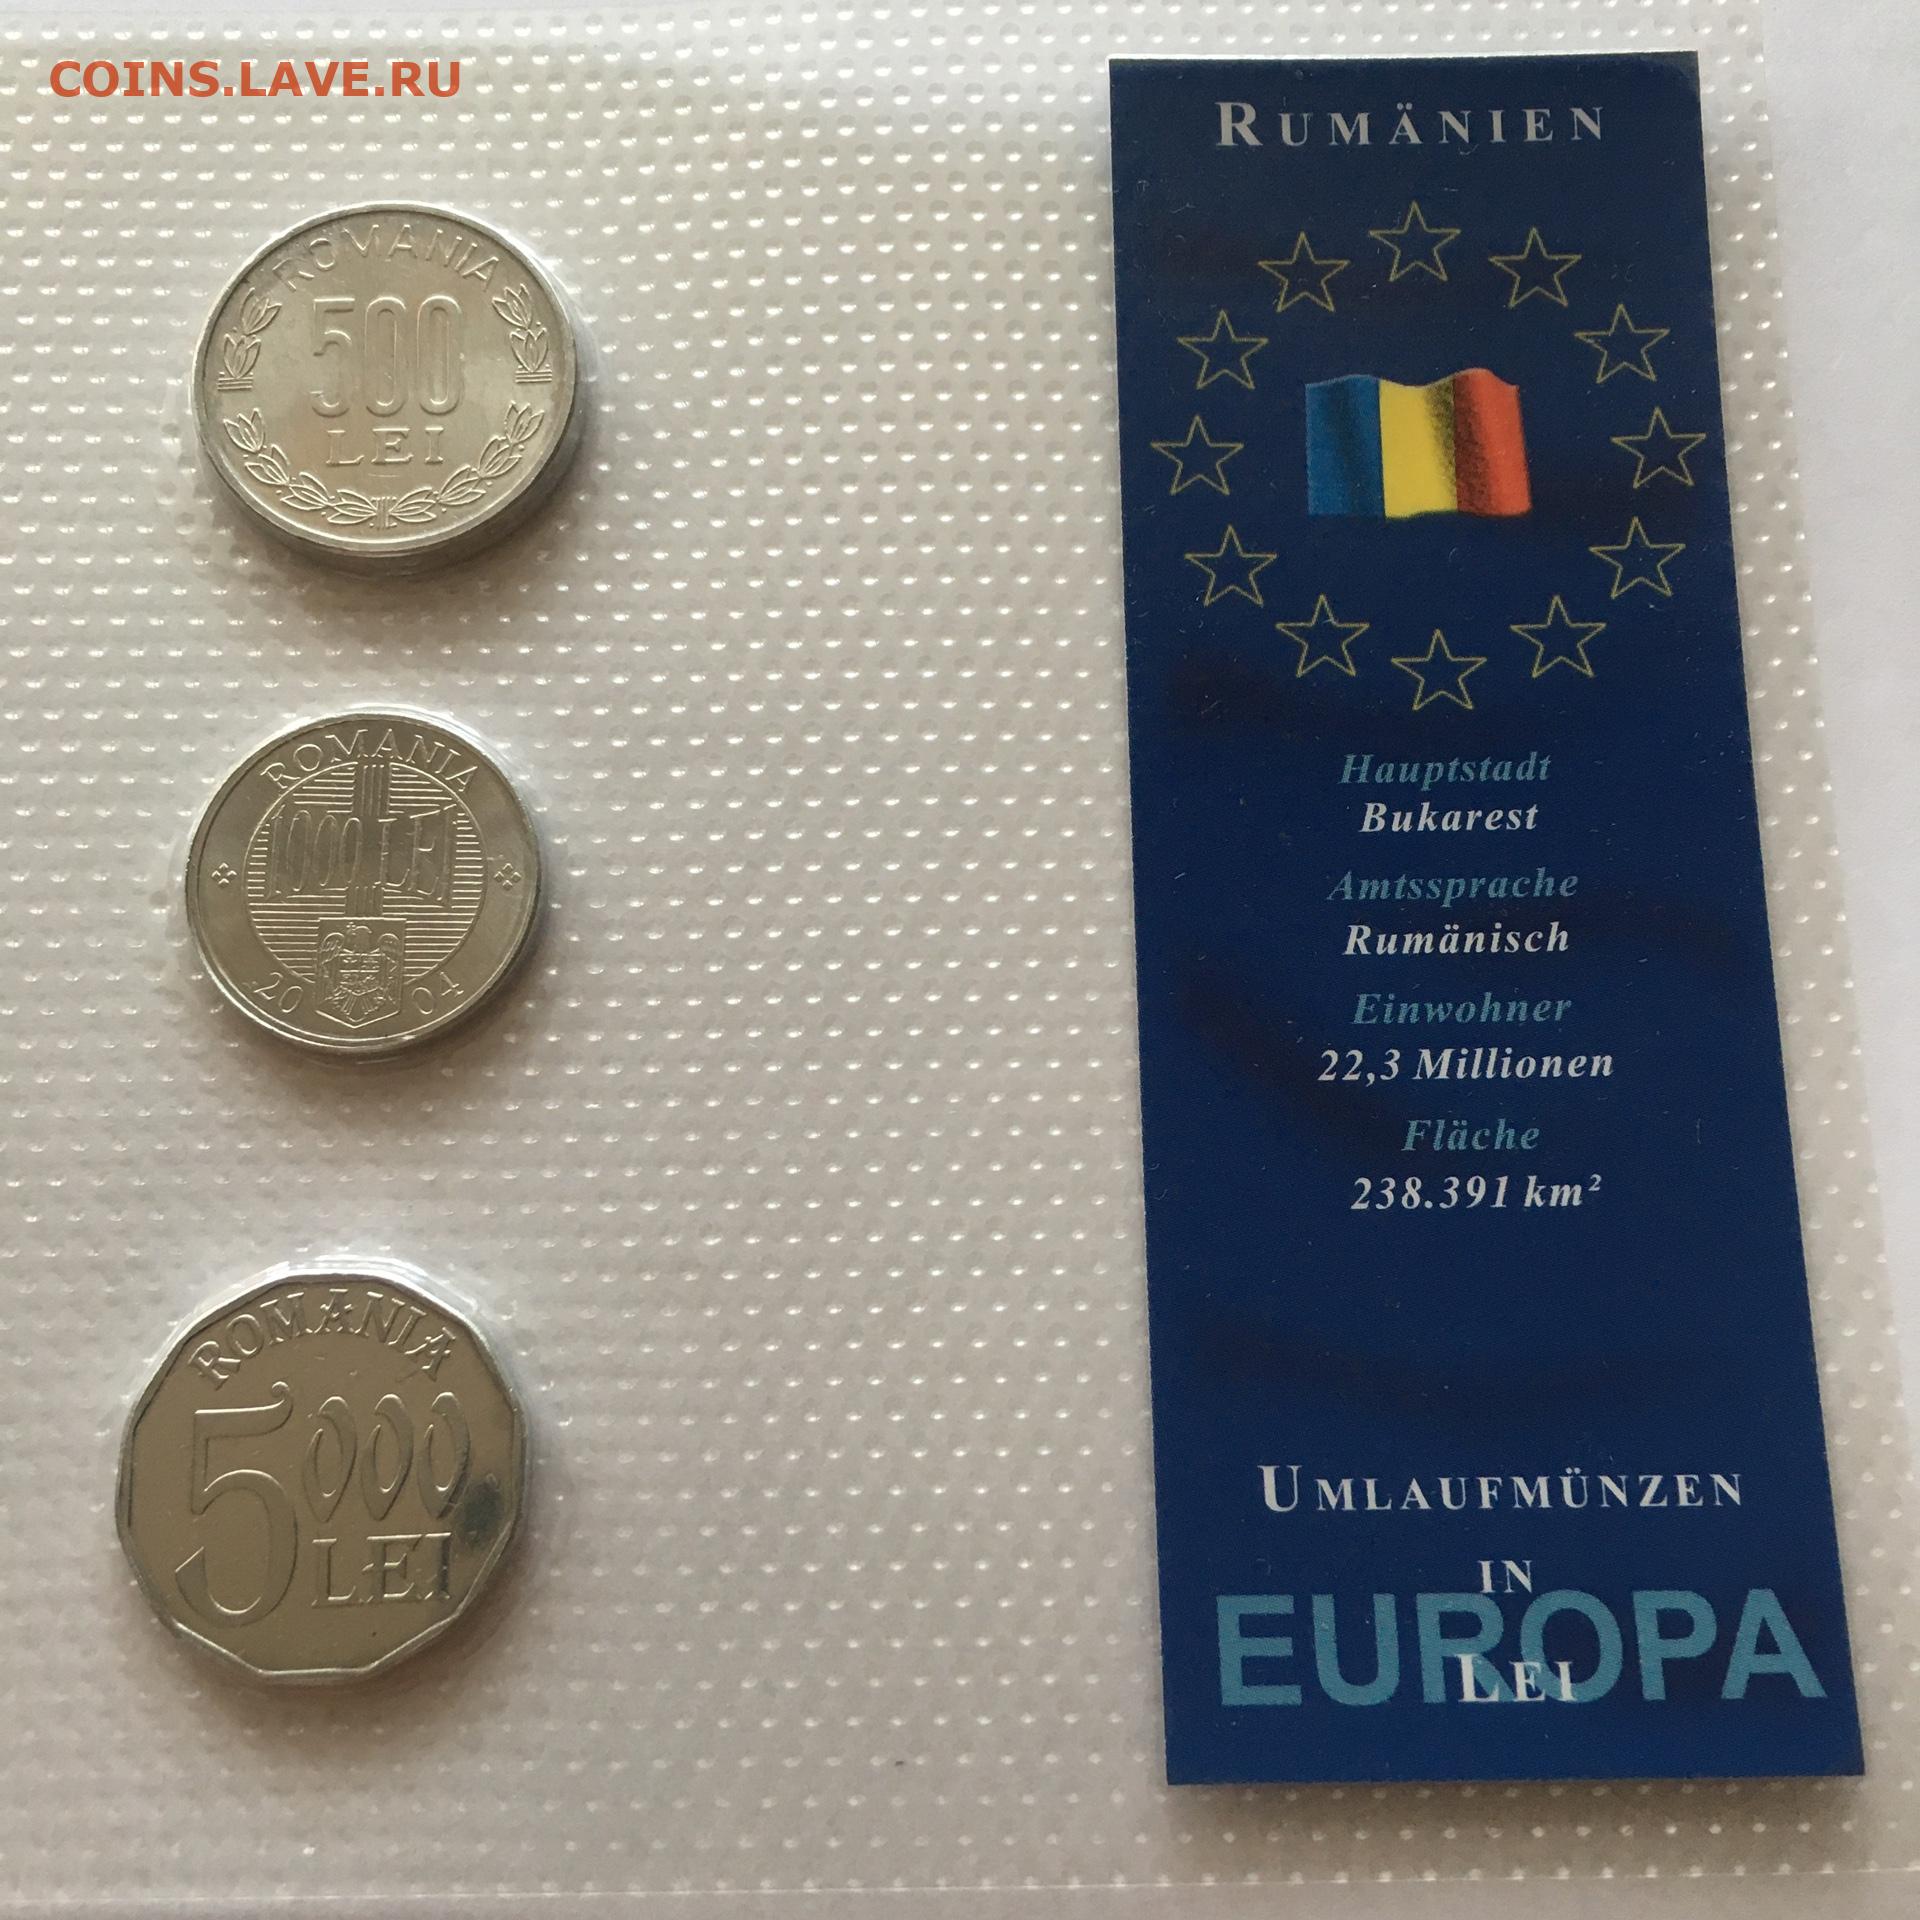 COINS.LAVE.RU
RUMÄNIEN
ROMANIA
500
LEI
ROMANIA
1000 LEI
2004
ROMANIA
5000
LEI
Hauptstadt
Bukarest
Amtssprache
Rumänisch
Einwohner
22,3 Millionen
Fläche
238.391 km²
UMLAUFMÜNZEN
IN
EUROPA
LEI